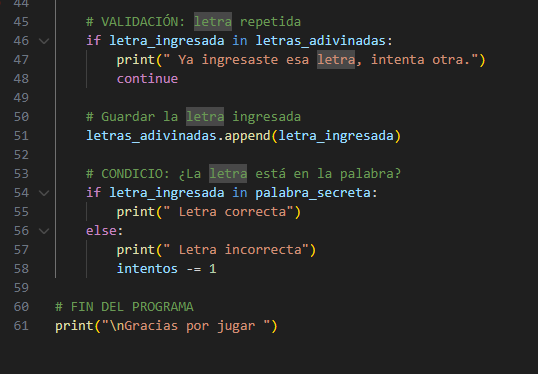 44
45 # VALIDACIÓN: letra repetida
46 if letra_ingresada in letras_adivinadas:
47 print(" Ya ingresaste esa letra, intenta otra.")
48 continue
49
50 # Guardar la letra ingresada
51 letras_adivinadas.append(letra_ingresada)
52
53 # CONDICIO: ¿La letra está en la palabra?
54 if letra_ingresada in palabra_secreta:
55 print(" Letra correcta")
56 else:
57 print(" Letra incorrecta")
58 intentos -= 1
59
60 # FIN DEL PROGRAMA
61 print("\nGracias por jugar ")